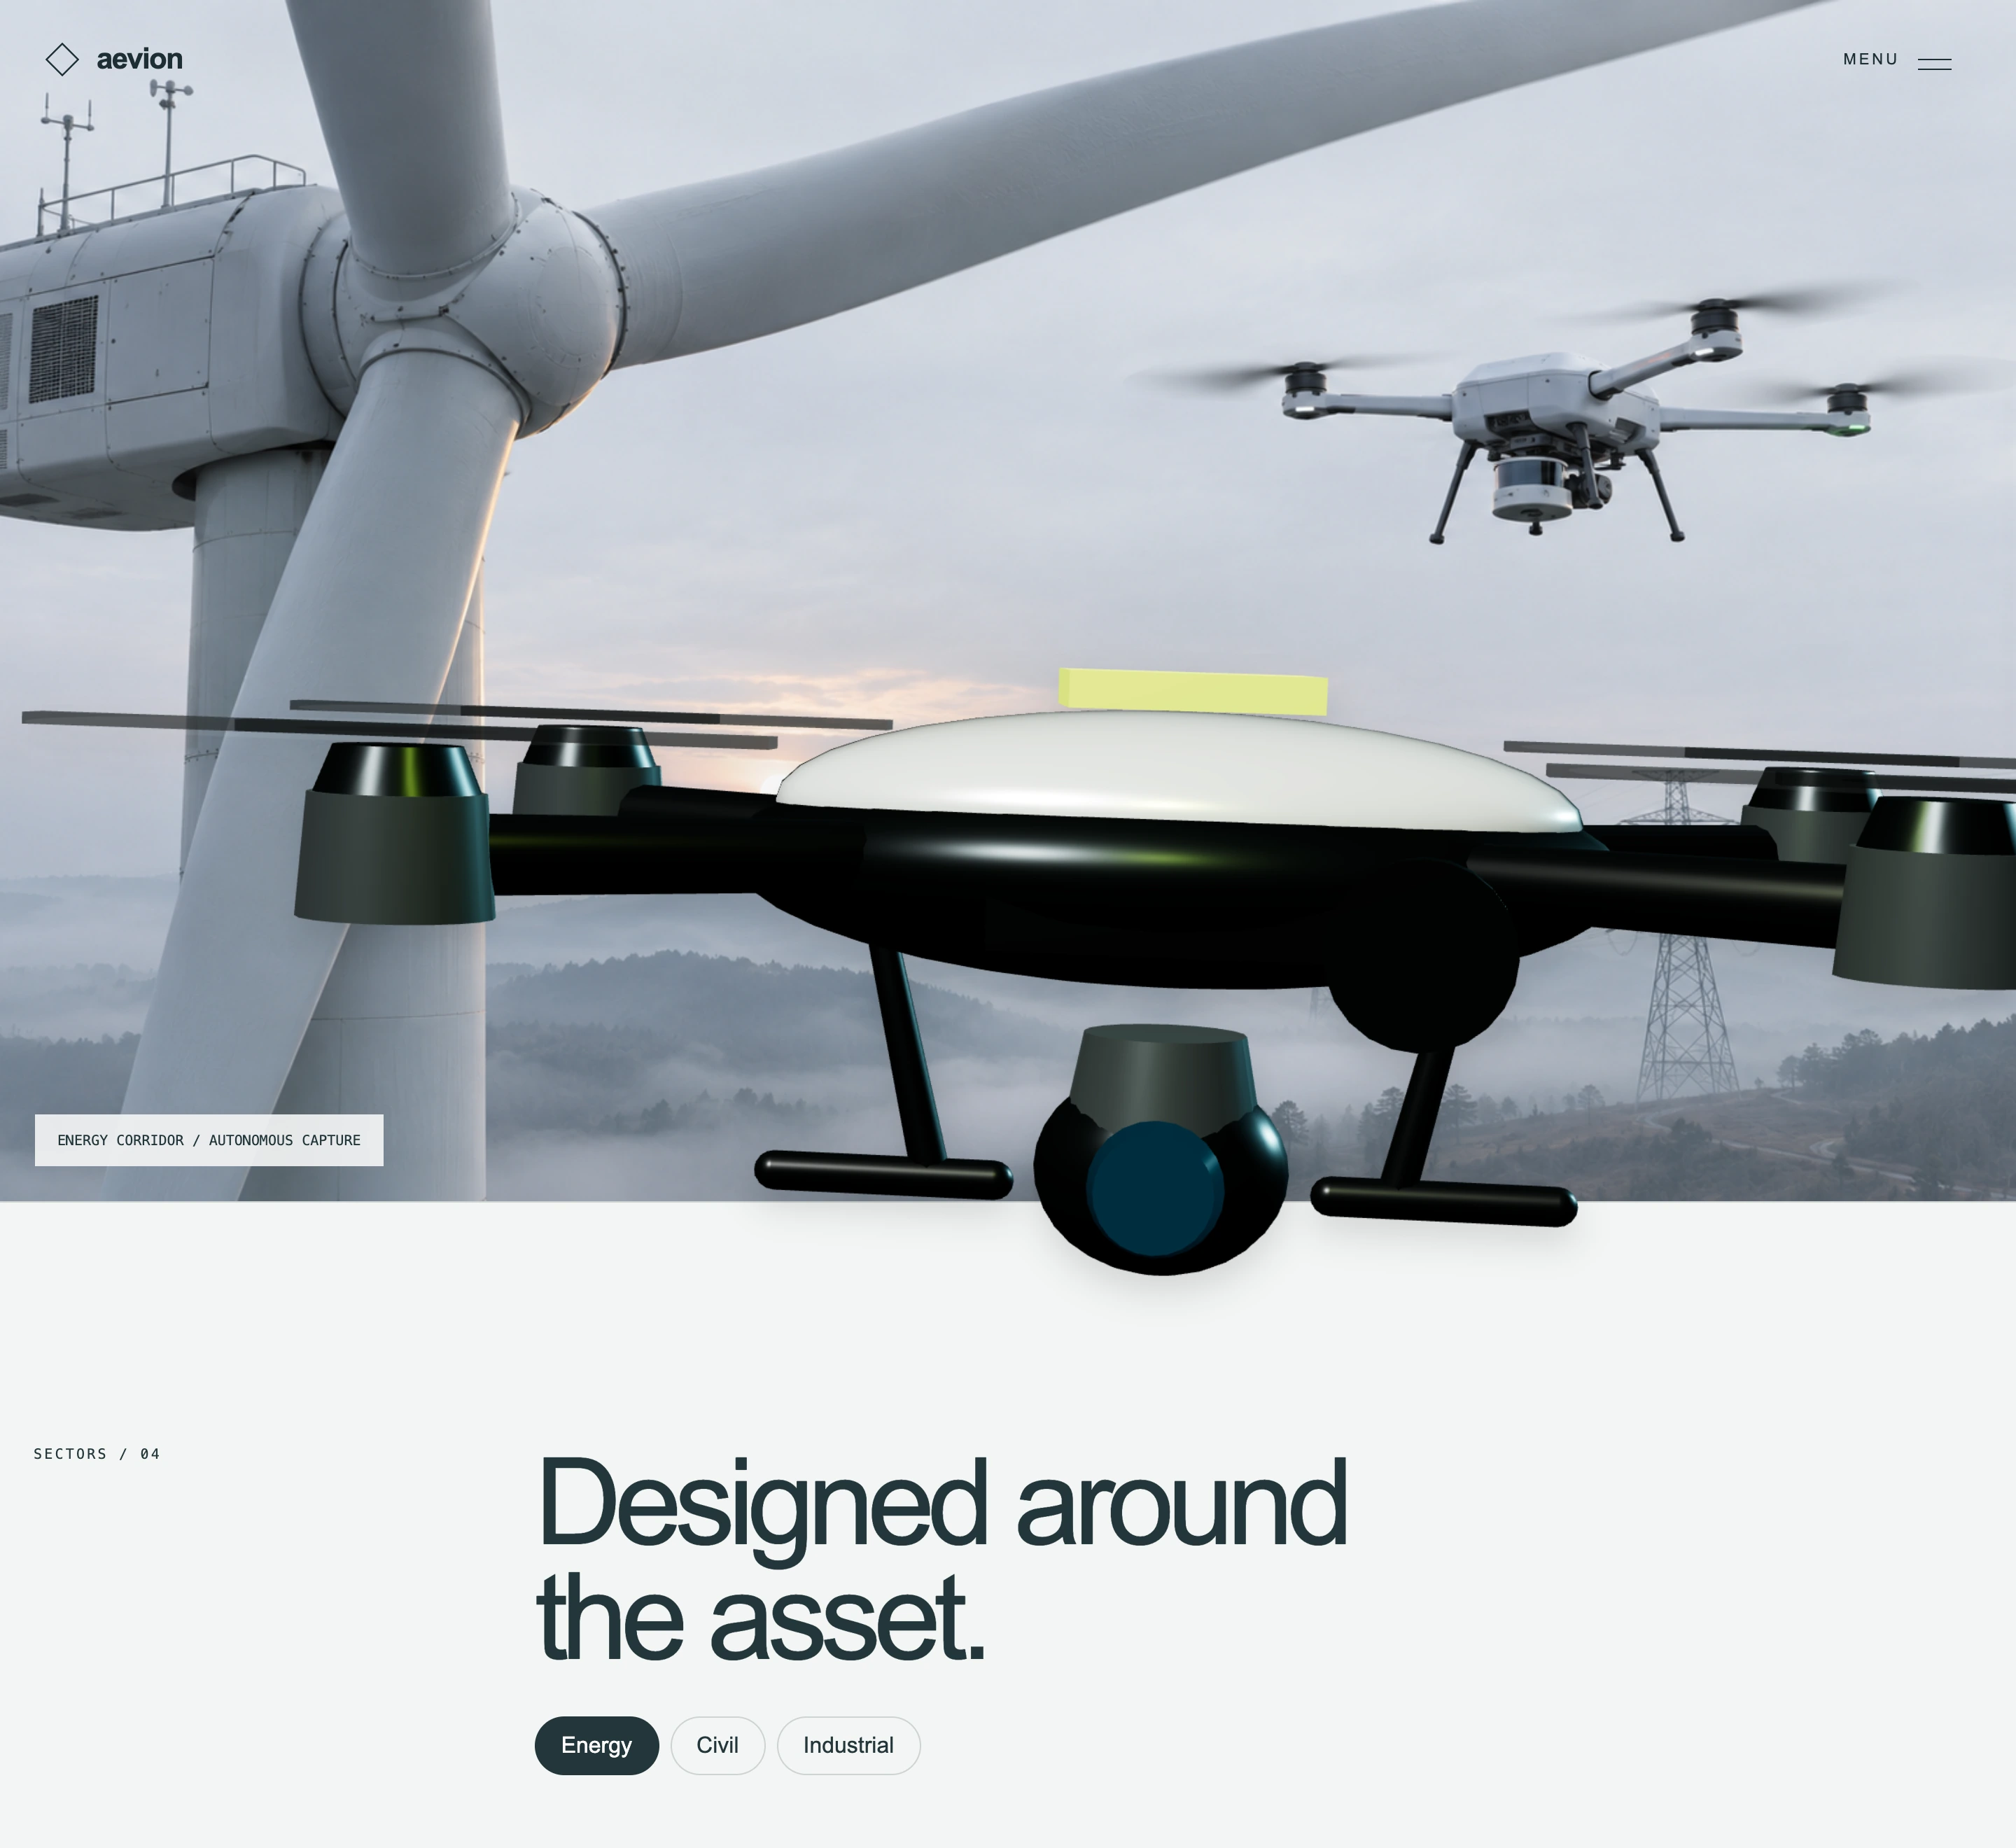 aevion
MENU
ENERGY CORRIDOR / AUTONOMOUS CAPTURE
SECTORS / 04
Designed around
the asset.
Energy
Civil
Industrial